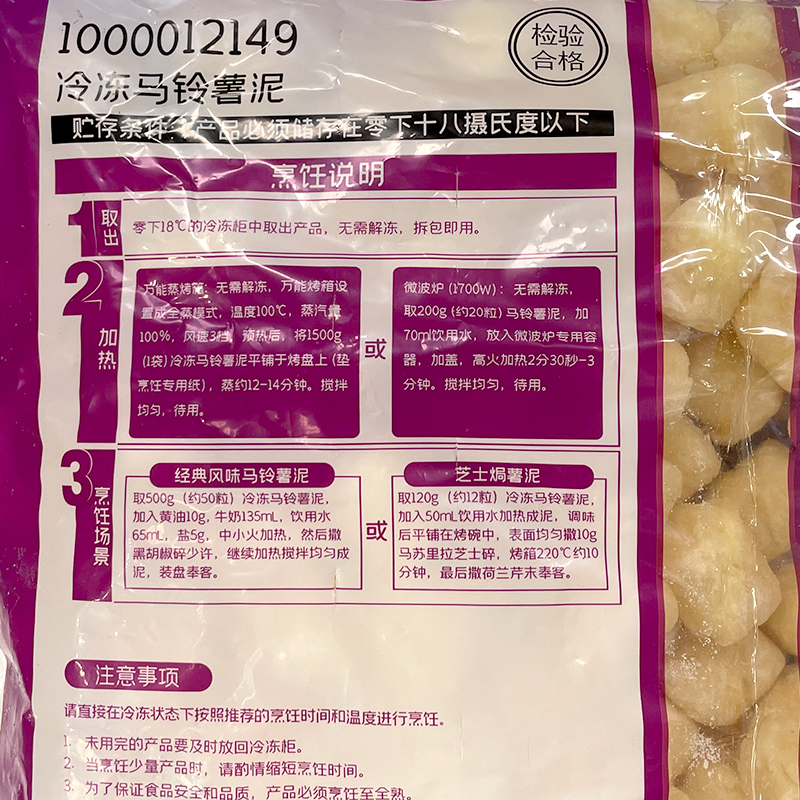 1000012149
检验
合格
冷冻马铃薯泥
贮存条件：产品必须储存在零下十八摄氏度以下
烹饪说明
1 取出
零下18℃的冷冻柜中取出产品，无需解冻，拆包即用。
2 加热
万能蒸烤箱：无需解冻，万能烤箱设
置成全蒸模式，温度100℃，蒸汽量
100%，风速3档，预热后，将1500g
(1袋)冷冻马铃薯泥平铺于烤盘上(垫
烹饪专用纸)，蒸约12-14分钟。搅拌
均匀，待用。
或
微波炉(1700W)：无需解冻，
取200g(约20粒)马铃薯泥，加
70ml饮用水，放入微波炉专用容
器，加盖，高火加热2分30秒-3
分钟。搅拌均匀，待用。
3 烹饪场景
经典风味马铃薯泥
取500g（约50粒）冷冻马铃薯泥，
加入黄油10g，牛奶135mL，饮用水
65mL，盐5g，中小火加热，然后撒
黑胡椒碎少许，继续加热搅拌均匀成
泥，装盘奉客。
或
芝士焗薯泥
取120g（约12粒）冷冻马铃薯泥，
加入50mL饮用水加热成泥，调味
后平铺在烤碗中，表面均匀撒10g
马苏里拉芝士碎，烤箱220℃约10
分钟，最后撒荷兰芹末奉客。
注意事项
请直接在冷冻状态下按照推荐的烹饪时间和温度进行烹饪。
1. 未用完的产品要及时放回冷冻柜。
2. 当烹饪少量产品时，请酌情缩短烹饪时间。
3. 为了保证食品安全和品质，产品必须烹饪至全熟。